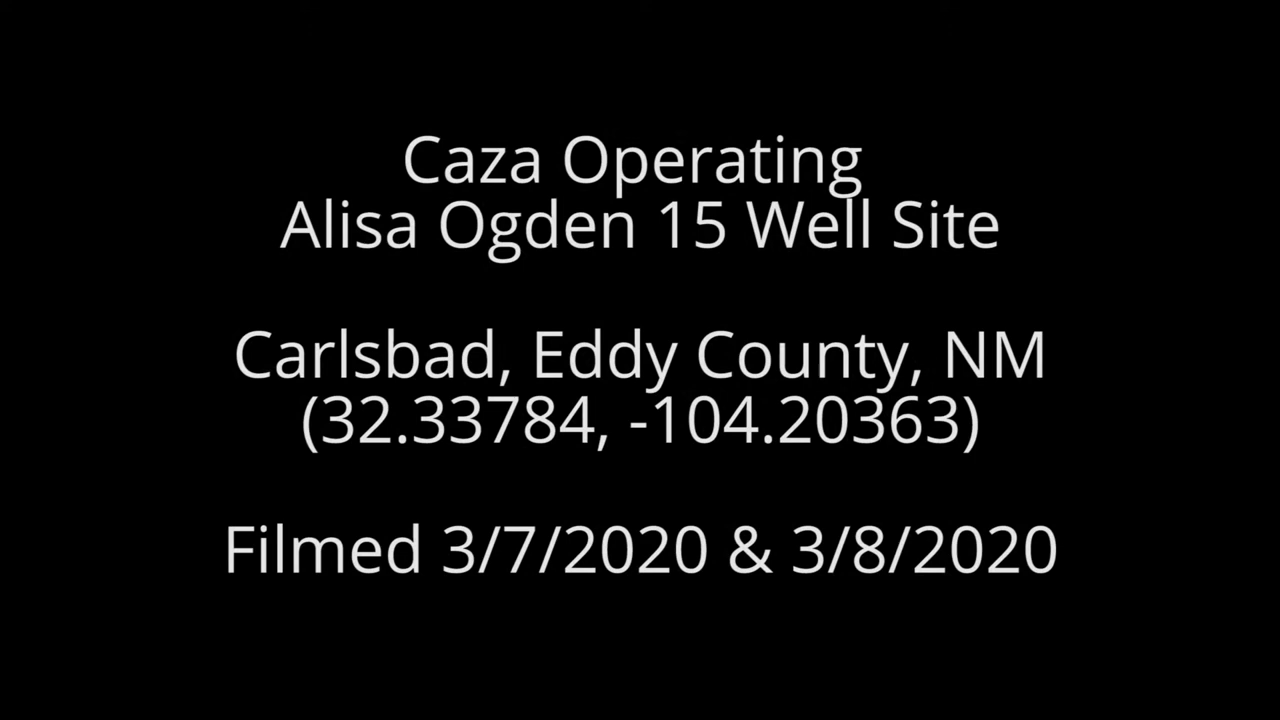 Caza Operating
Alisa Ogden 15 Well Site
Carlsbad, Eddy County, NM
(32.33784, -104.20363)
Filmed 3/7/2020 & 3/8/2020